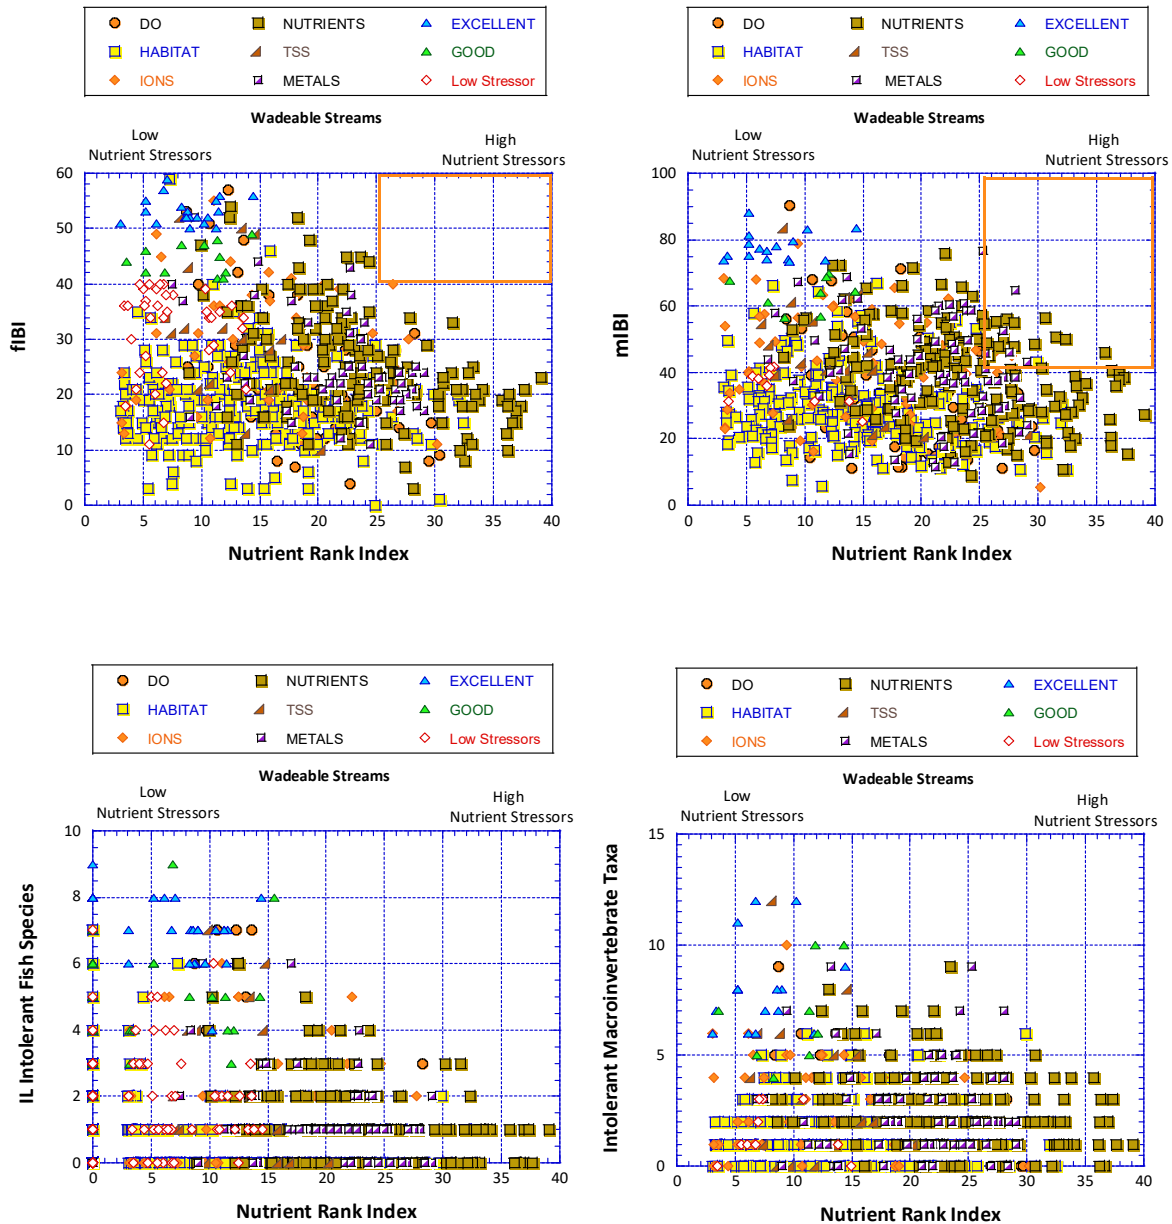 DO NUTRIENTS EXCELLENT
HABITAT TSS GOOD
IONS METALS Low Stressor
Wadeable Streams
Low
Nutrient Stressors
High
Nutrient Stressors
fIBI
60
50
40
30
20
10
0
0 5 10 15 20 25 30 35 40
Nutrient Rank Index
DO NUTRIENTS EXCELLENT
HABITAT TSS GOOD
IONS METALS Low Stressors
Wadeable Streams
Low
Nutrient Stressors
High
Nutrient Stressors
mIBI
100
80
60
40
20
0
0 5 10 15 20 25 30 35 40
Nutrient Rank Index
DO NUTRIENTS EXCELLENT
HABITAT TSS GOOD
IONS METALS Low Stressors
Wadeable Streams
Low
Nutrient Stressors
High
Nutrient Stressors
IL Intolerant Fish Species
10
8
6
4
2
0
0 5 10 15 20 25 30 35 40
Nutrient Rank Index
DO NUTRIENTS EXCELLENT
HABITAT TSS GOOD
IONS METALS Low Stressors
Wadeable Streams
Low
Nutrient Stressors
High
Nutrient Stressors
Intolerant Macroinvertebrate Taxa
15
10
5
0
0 5 10 15 20 25 30 35 40
Nutrient Rank Index